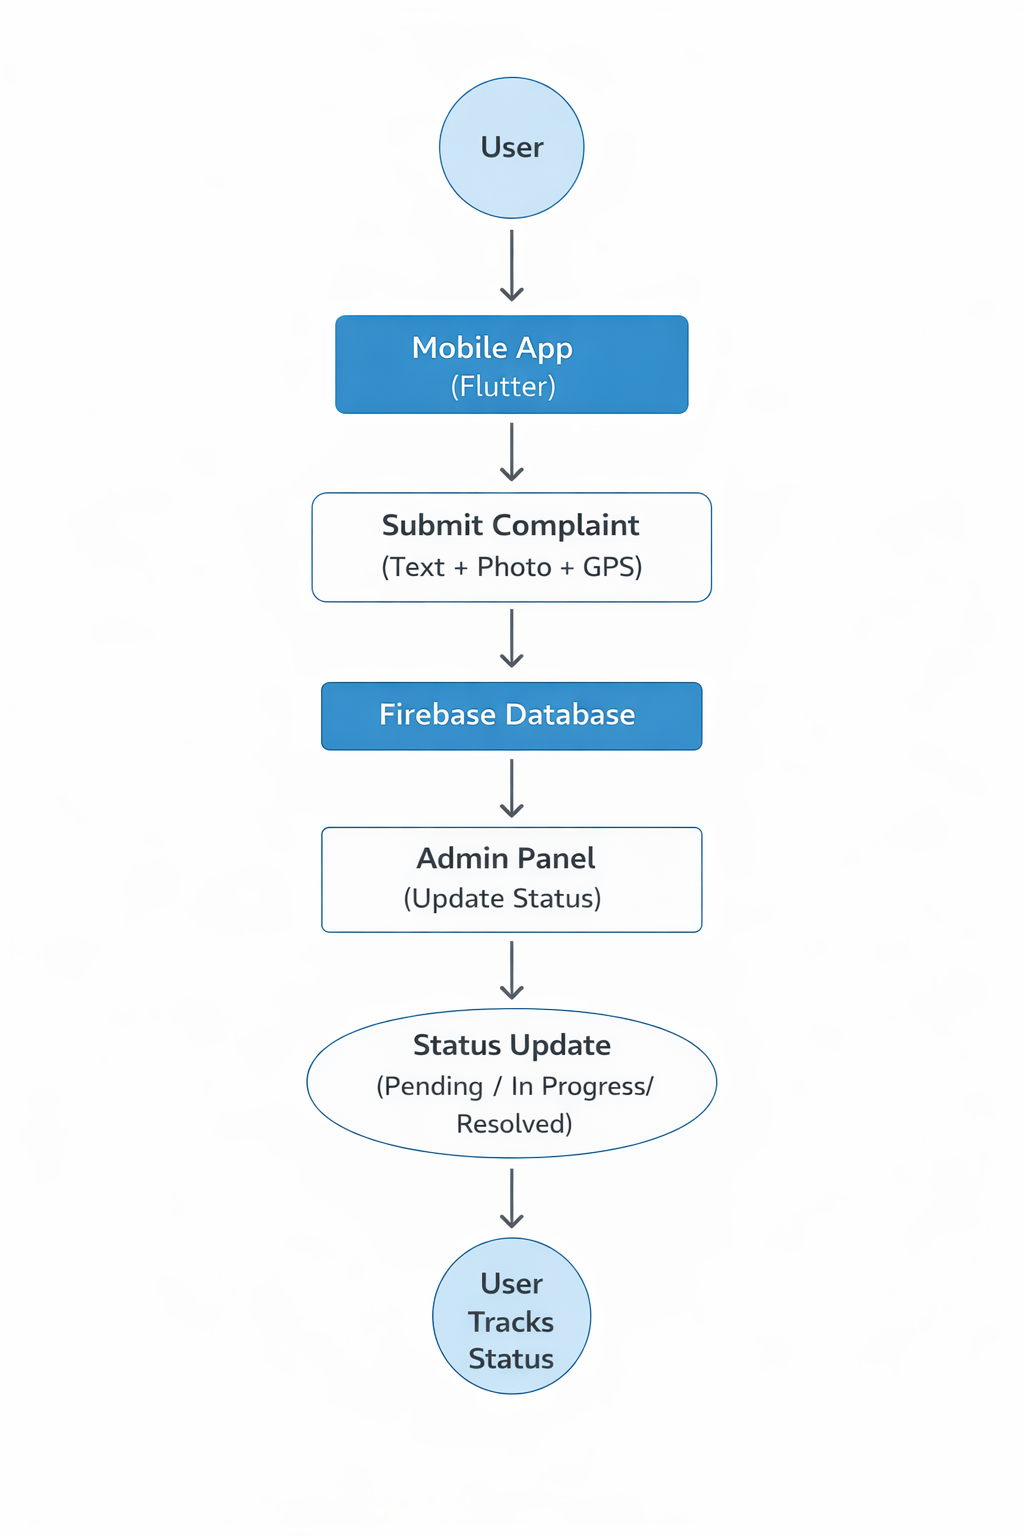 User
Mobile App
(Flutter)
Submit Complaint
(Text + Photo + GPS)
Firebase Database
Admin Panel
(Update Status)
Status Update
(Pending / In Progress/
Resolved)
User
Tracks
Status